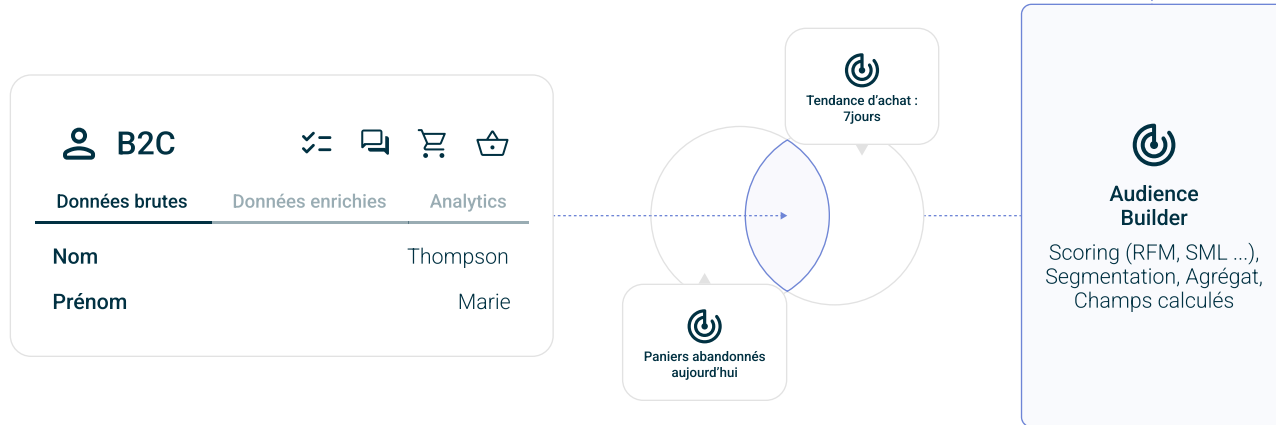 B2C
Données brutes
Données enrichies
Analytics
Nom
Thompson
Prénom
Marie
Tendance d’achat :
7jours
Paniers abandonnés
aujourd’hui
Audience
Builder
Scoring (RFM, SML ...),
Segmentation, Agrégat,
Champs calculés